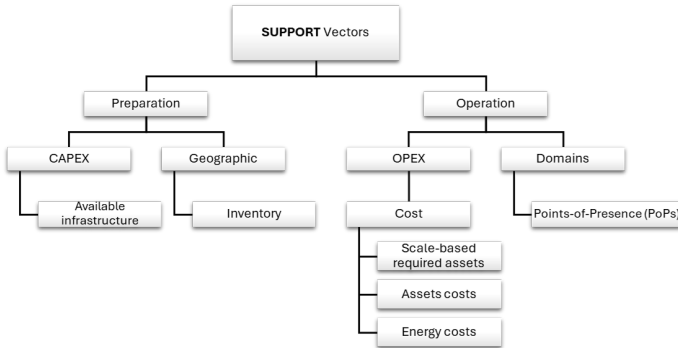 SUPPORT Vectors
Preparation
Operation
CAPEX
Geographic
OPEX
Domains
Available
infrastructure
Inventory
Cost
Points-of-Presence (PoPs)
Scale-based
required assets
Assets costs
Energy costs